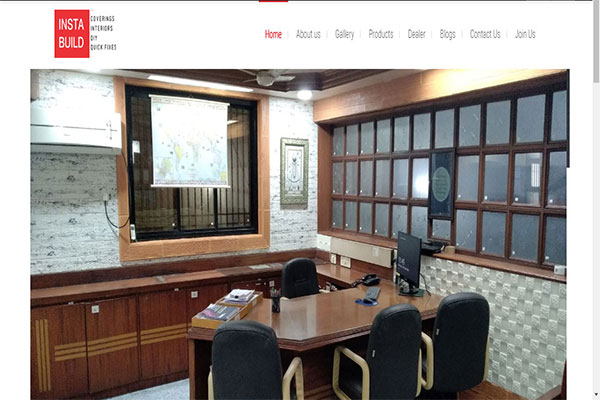 INSTA
BUILD
COVERINGS
INTERIORS
DIY
QUICK FIXES
Home
About us
Gallery
Products
Dealer
Blogs
Contact Us
Join Us